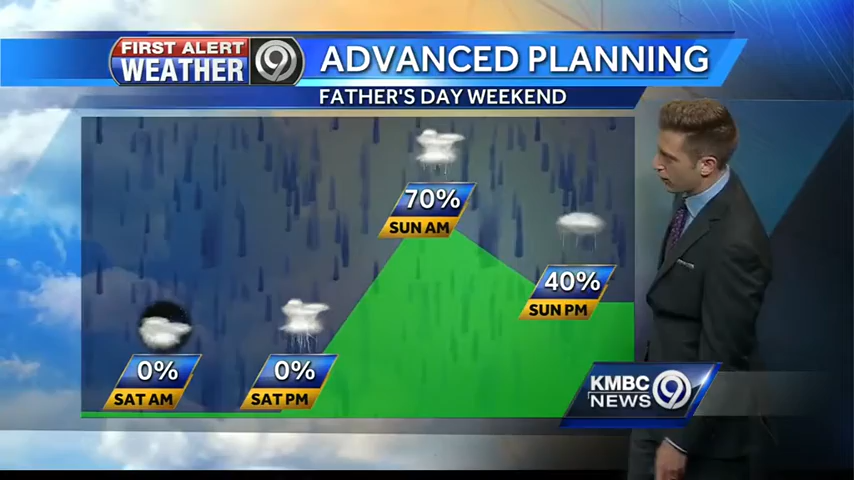 FIRST ALERT
WEATHER 9
ADVANCED PLANNING
FATHER'S DAY WEEKEND
70%
SUN AM
40%
SUN PM
0%
SAT AM
0%
SAT PM
KMBC 9
NEWS